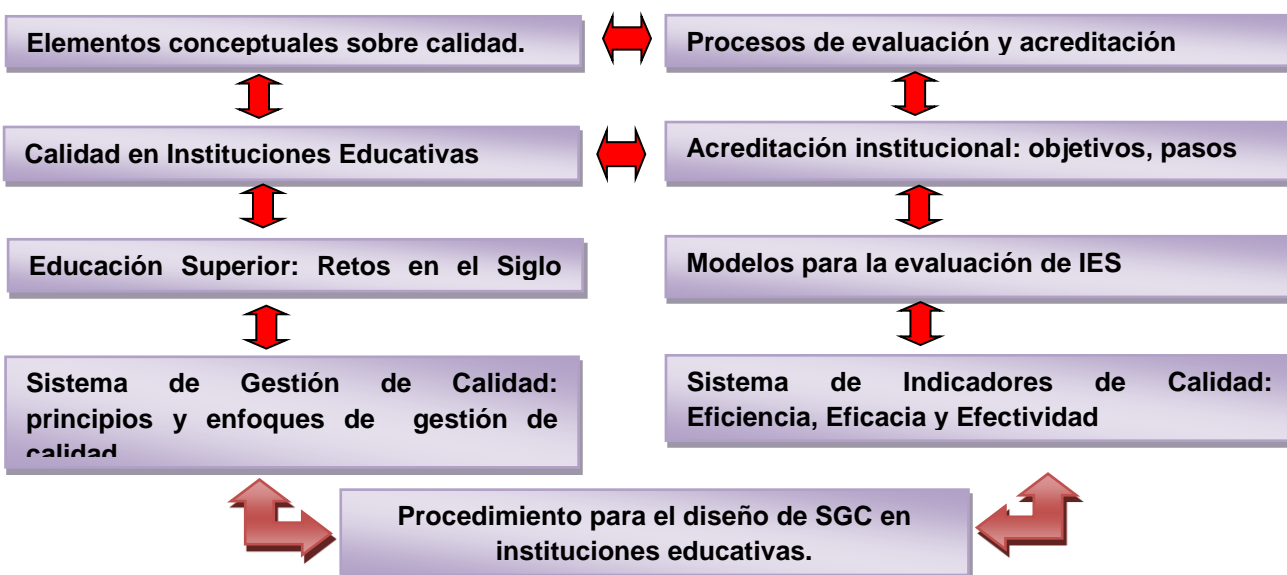 Elementos conceptuales sobre calidad.
Procesos de evaluación y acreditación
Calidad en Instituciones Educativas
Acreditación institucional: objetivos, pasos
Educación Superior: Retos en el Siglo
Modelos para la evaluación de IES
Sistema de Gestión de Calidad:
principios y enfoques de gestión de
calidad
Sistema de Indicadores de Calidad:
Eficiencia, Eficacia y Efectividad
Procedimiento para el diseño de SGC en
instituciones educativas.